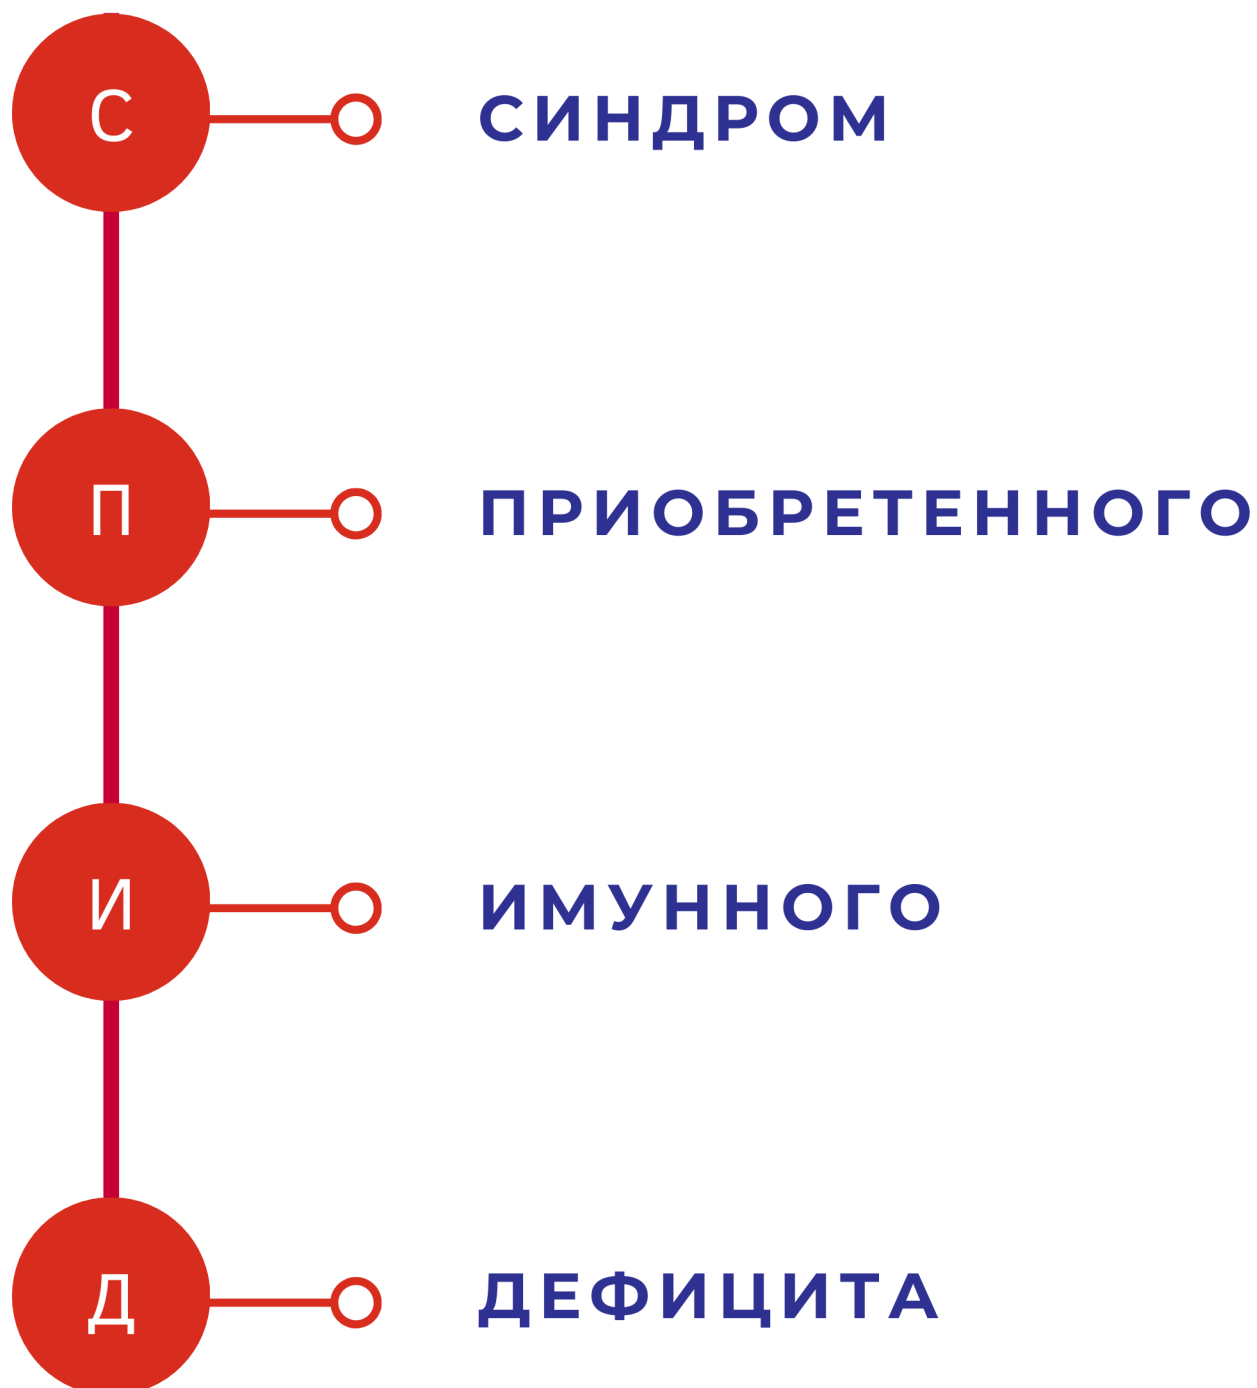 С СИНДРОМ
П ПРИОБРЕТЕННОГО
И ИМУННОГО
Д ДЕФИЦИТА